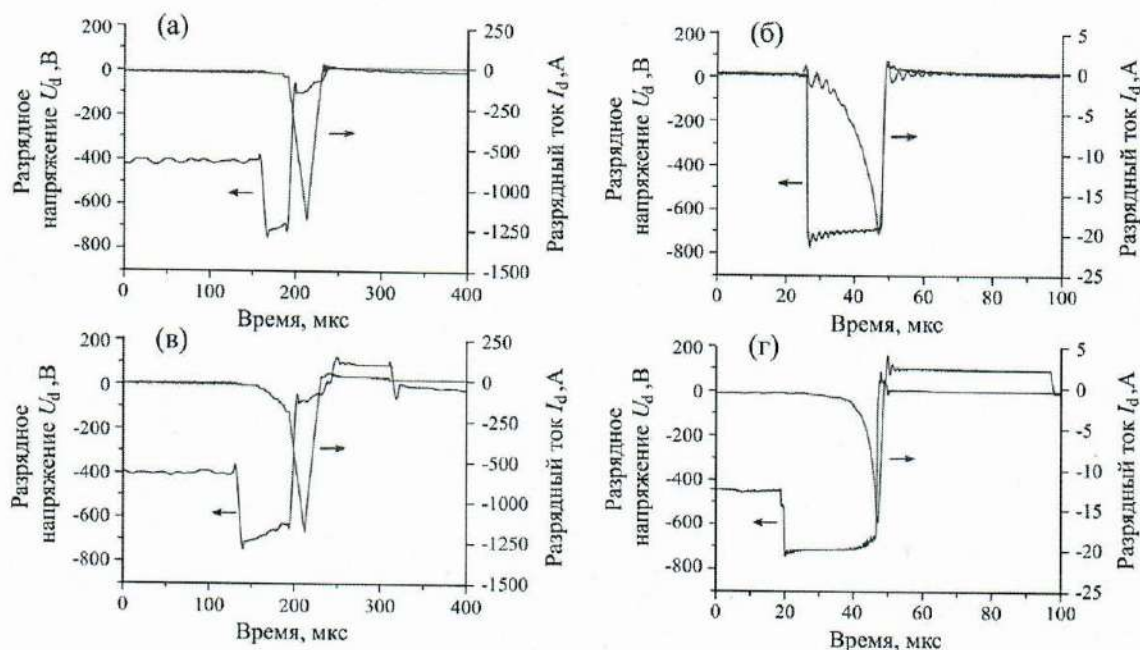 (а)
200
0
-200
-400
-600
-800
Разрядное
напряжение U_d ,В
250
0
-250
-500
-750
-1000
-1250
-1500
Разрядный ток I_d ,А
0 100 200 300 400
Время, мкс
(б)
200
0
-200
-400
-600
-800
Разрядное
напряжение U_d ,В
5
0
-5
-10
-15
-20
-25
Разрядный ток I_d ,А
0 20 40 60 80 100
Время, мкс
(в)
200
0
-200
-400
-600
-800
Разрядное
напряжение U_d ,В
250
0
-250
-500
-750
-1000
-1250
-1500
Разрядный ток I_d ,А
0 100 200 300 400
Время, мкс
(г)
200
0
-200
-400
-600
-800
Разрядное
напряжение U_d ,В
5
0
-5
-10
-15
-20
-25
Разрядный ток I_d ,А
0 20 40 60 80 100
Время, мкс